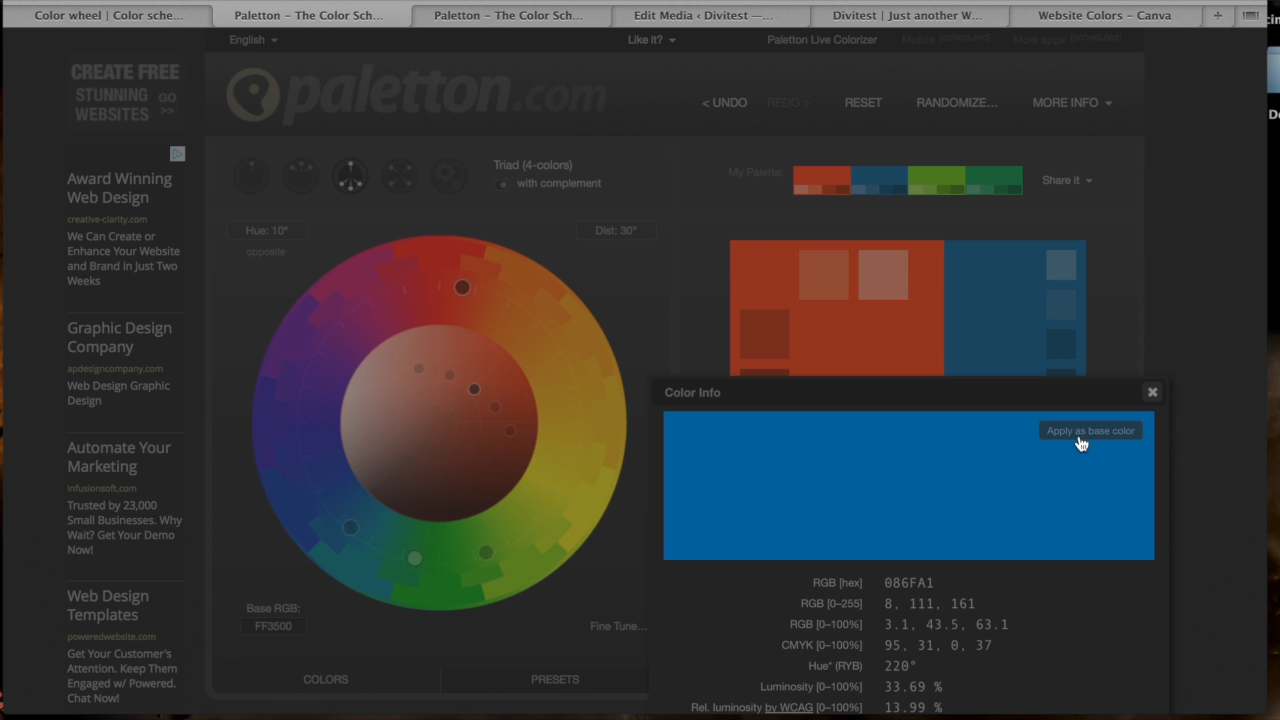 Color wheel | Color sche...
Paletton – The Color Sch...
Paletton – The Color Sch...
Edit Media ‹ Divitest —...
Divitest | Just another W...
Website Colors – Canva
English
Like it?
Paletton Live Colorizer
Mobile [scheduled]
More apps [scheduled]
CREATE FREE
STUNNING
WEBSITES
GO
>>
paletton.com
< UNDO
REDO >
RESET
RANDOMIZE...
MORE INFO
Award Winning
Web Design
creative-clarity.com
We Can Create or
Enhance Your Website
and Brand in Just Two
Weeks
Graphic Design
Company
apdesigncompany.com
Web Design Graphic
Design
Automate Your
Marketing
infusionsoft.com
Trusted by 23,000
Small Businesses. Why
Wait? Get Your Demo
Now!
Web Design
Templates
poweredwebsite.com
Get Your Customer's
Attention. Keep Them
Engaged w/ Powered.
Chat Now!
Triad (4-colors)
with complement
My Palette:
Share it
Hue: 10°
Dist: 30°
opposite
Base RGB:
FF3500
Fine Tune...
COLORS
PRESETS
Color Info
Apply as base color
RGB [hex] 086FA1
RGB [0–255] 8, 111, 161
RGB [0–100%] 3.1, 43.5, 63.1
CMYK [0–100%] 95, 31, 0, 37
Hue° (RYB) 220°
Luminosity [0–100%] 33.69 %
Rel. luminosity by WCAG [0–100%] 13.99 %